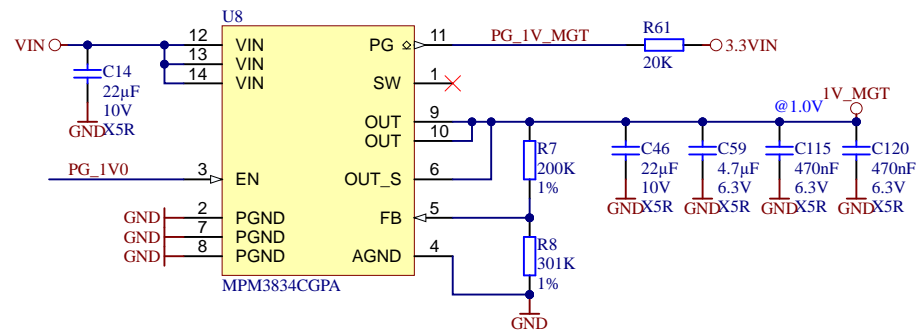 U8
VIN
12
VIN
13
VIN
14
VIN
C14
22µF
10V
X5R
GND
PG
11
PG_1V_MGT
R61
20K
3.3VIN
SW
1
OUT
9
OUT
10
OUT_S
6
@1.0V
1V_MGT
R7
200K
1%
C46
22µF
10V
X5R
GND
C59
4.7µF
6.3V
X5R
GND
C115
470nF
6.3V
X5R
GND
C120
470nF
6.3V
X5R
GND
PG_1V0
3
EN
GND
2
PGND
GND
7
PGND
GND
8
PGND
FB
5
AGND
4
R8
301K
1%
GND
MPM3834CGPA